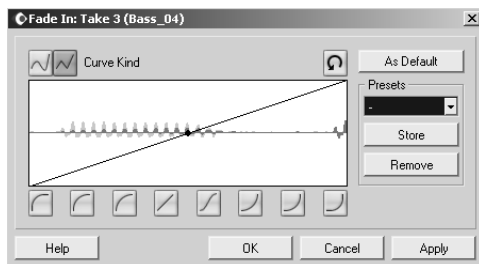 Fade In: Take 3 (Bass_04)
Curve Kind
As Default
Presets
-
Store
Remove
Help
OK
Cancel
Apply